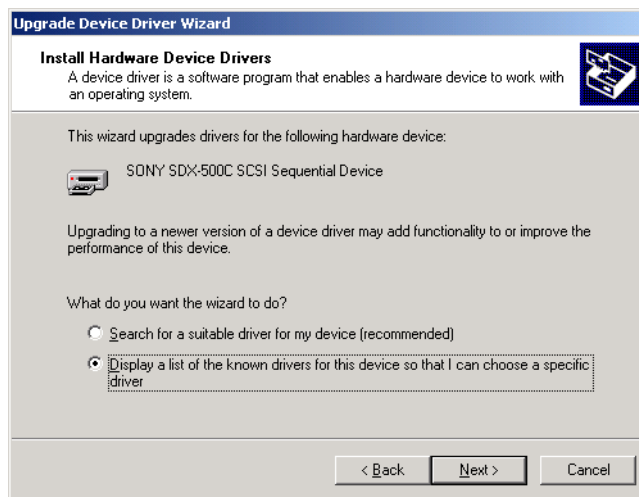 Upgrade Device Driver Wizard
Install Hardware Device Drivers
A device driver is a software program that enables a hardware device to work with
an operating system.
This wizard upgrades drivers for the following hardware device:
SONY SDX-500C SCSI Sequential Device
Upgrading to a newer version of a device driver may add functionality to or improve the
performance of this device.
What do you want the wizard to do?
Search for a suitable driver for my device (recommended)
Display a list of the known drivers for this device so that I can choose a specific
driver
< Back
Next >
Cancel